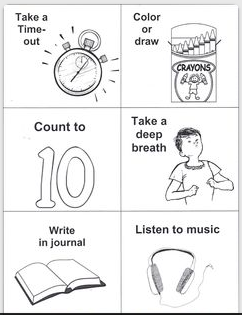 Take a
Time-
out
Color
or
draw
CRAYONS
Count to
10
Take a
deep
breath
Write
in journal
Listen to music